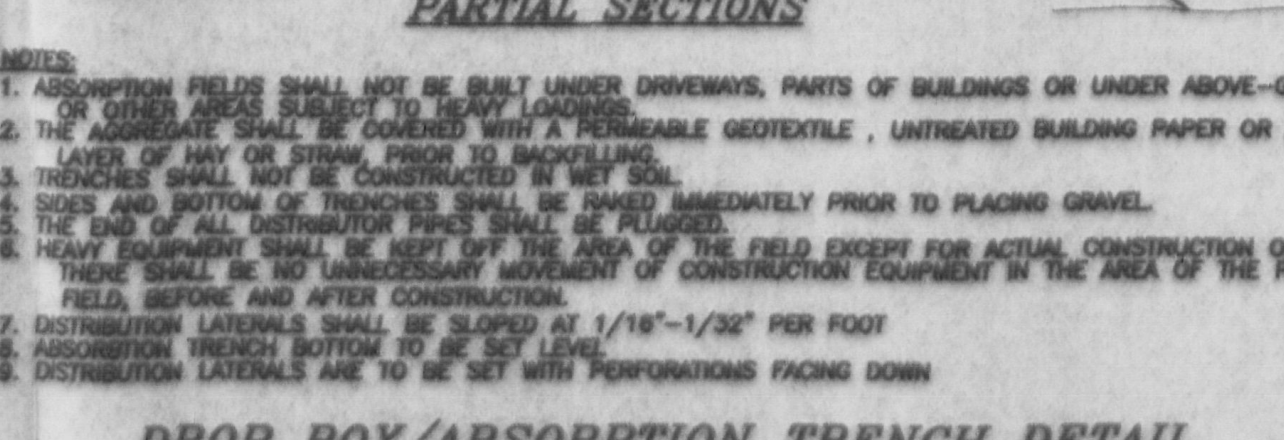 PARTIAL SECTIONS
NOTES:
1. ABSORPTION FIELDS SHALL NOT BE BUILT UNDER DRIVEWAYS, PARTS OF BUILDINGS OR UNDER ABOVE-G
OR OTHER AREAS SUBJECT TO HEAVY LOADINGS.
2. THE AGGREGATE SHALL BE COVERED WITH A PERMEABLE GEOTEXTILE , UNTREATED BUILDING PAPER OR
LAYER OF HAY OR STRAW, PRIOR TO BACKFILLING.
3. TRENCHES SHALL NOT BE CONSTRUCTED IN WET SOIL.
4. SIDES AND BOTTOM OF TRENCHES SHALL BE RAKED IMMEDIATELY PRIOR TO PLACING GRAVEL.
5. THE END OF ALL DISTRIBUTOR PIPES SHALL BE PLUGGED.
6. HEAVY EQUIPMENT SHALL BE KEPT OFF THE AREA OF THE FIELD EXCEPT FOR ACTUAL CONSTRUCTION O
THERE SHALL BE NO UNNECESSARY MOVEMENT OF CONSTRUCTION EQUIPMENT IN THE AREA OF THE
FIELD, BEFORE AND AFTER CONSTRUCTION.
7. DISTRIBUTION LATERALS SHALL BE SLOPED AT 1/16"-1/32" PER FOOT
8. ABSORBTION TRENCH BOTTOM TO BE SET LEVEL
9. DISTRIBUTION LATERALS ARE TO BE SET WITH PERFORATIONS FACING DOWN
DROP BOX/ABSORPTION TRENCH DETAIL